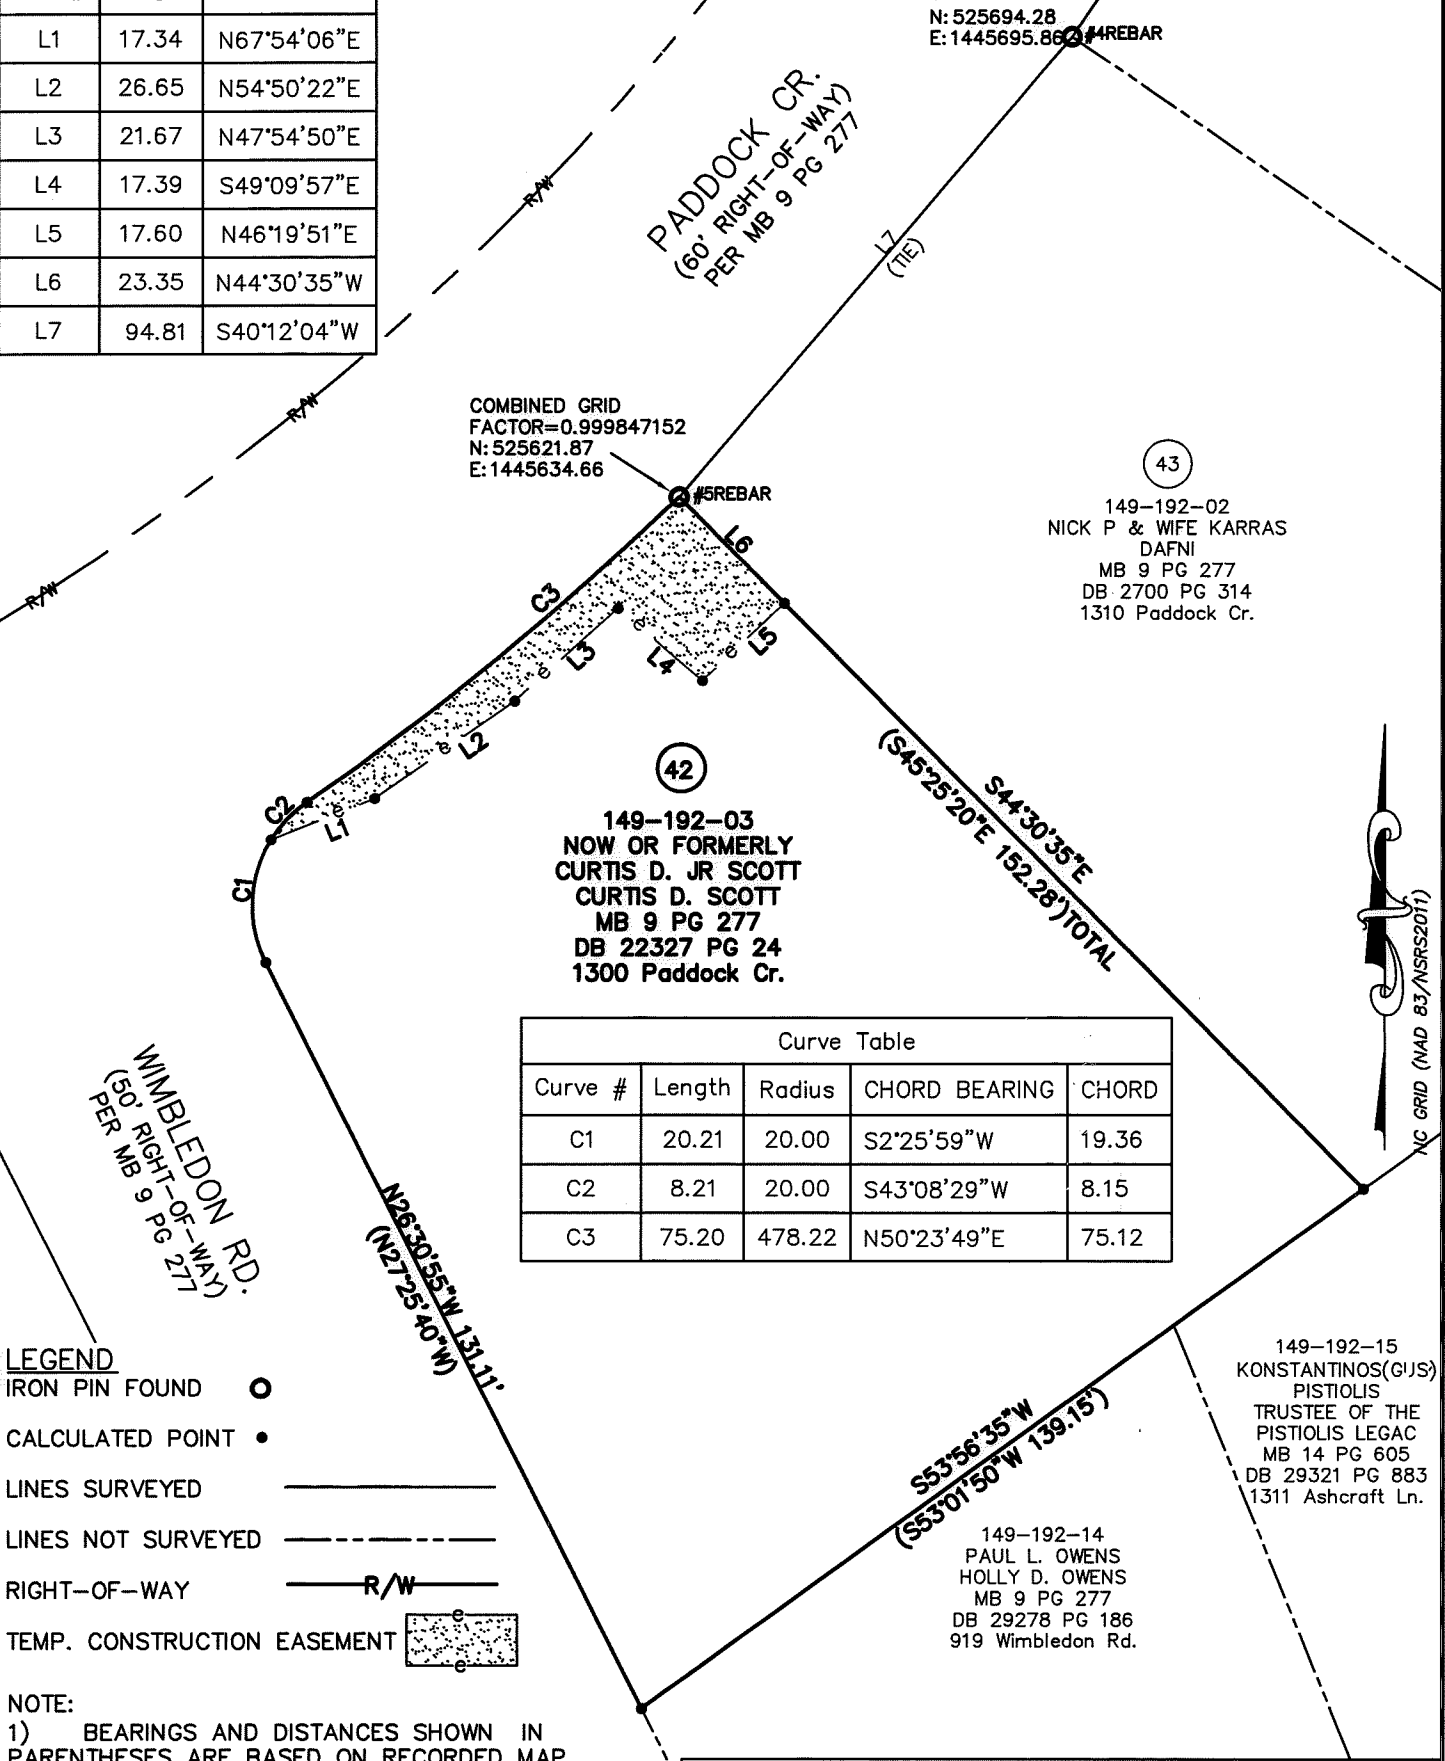 L1 17.34 N67°54'06"E
L2 26.65 N54°50'22"E
L3 21.67 N47°54'50"E
L4 17.39 S49°09'57"E
L5 17.60 N46°19'51"E
L6 23.35 N44°30'35"W
L7 94.81 S40°12'04"W
N: 525694.28
E: 1445695.86
#4REBAR
PADDOCK CR.
(60' RIGHT-OF-WAY)
PER MB 9 PG 277
R/W
R/W
R/W
L7
(TIE)
COMBINED GRID
FACTOR=0.999847152
N: 525621.87
E: 1445634.66
#5REBAR
43
149-192-02
NICK P & WIFE KARRAS
DAFNI
MB 9 PG 277
DB 2700 PG 314
1310 Paddock Cr.
C3
L6
e
L5
e
L4
L3
e
L2
e
C2
e
L1
C1
42
149-192-03
NOW OR FORMERLY
CURTIS D. JR SCOTT
CURTIS D. SCOTT
MB 9 PG 277
DB 22327 PG 24
1300 Paddock Cr.
S44°30'35"E
(S45°25'20"E 152.28')TOTAL
NC GRID (NAD 83/NSRS2011)
Curve Table
Curve # Length Radius CHORD BEARING CHORD
C1 20.21 20.00 S2°25'59"W 19.36
C2 8.21 20.00 S43°08'29"W 8.15
C3 75.20 478.22 N50°23'49"E 75.12
WIMBLEDON RD.
(50' RIGHT-OF-WAY)
PER MB 9 PG 277
N26°30'55"W 131.11'
(N27°25'40"W)
S53°56'35"W
(S53°01'50"W 139.15')
149-192-15
KONSTANTINOS(GUS)
PISTIOLIS
TRUSTEE OF THE
PISTIOLIS LEGAC
MB 14 PG 605
DB 29321 PG 883
1311 Ashcraft Ln.
149-192-14
PAUL L. OWENS
HOLLY D. OWENS
MB 9 PG 277
DB 29278 PG 186
919 Wimbledon Rd.
LEGEND
IRON PIN FOUND
CALCULATED POINT
LINES SURVEYED
LINES NOT SURVEYED
RIGHT-OF-WAY R/W
TEMP. CONSTRUCTION EASEMENT
e
e
NOTE:
1) BEARINGS AND DISTANCES SHOWN IN
PARENTHESES ARE BASED ON RECORDED MAP